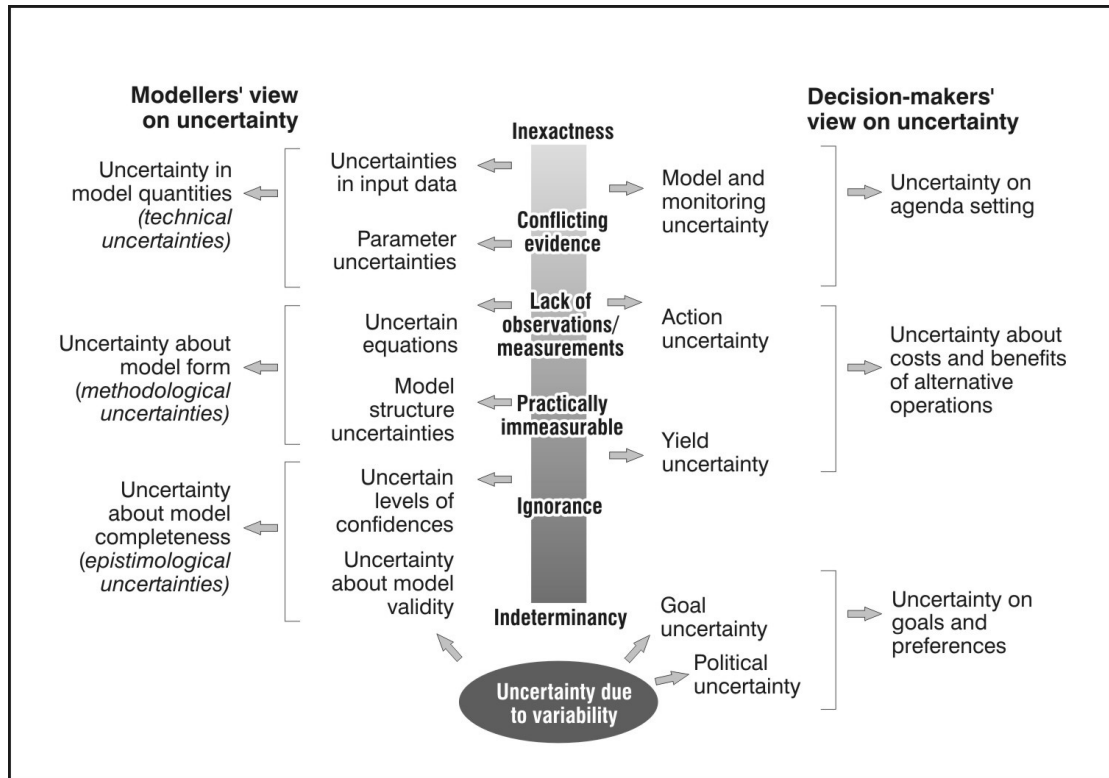 Modellers' view
on uncertainty
Uncertainty in
model quantities
(technical
uncertainties)
Uncertainty about
model form
(methodological
uncertainties)
Uncertainty
about model
completeness
(epistimological
uncertainties)
Uncertainties
in input data
Parameter
uncertainties
Uncertain
equations
Model
structure
uncertainties
Uncertain
levels of
confidences
Uncertainty
about model
validity
Inexactness
Conflicting
evidence
Lack of
observations/
measurements
Practically
immeasurable
Ignorance
Indeterminancy
Uncertainty due
to variability
Model and
monitoring
uncertainty
Action
uncertainty
Yield
uncertainty
Goal
uncertainty
Political
uncertainty
Decision-makers'
view on uncertainty
Uncertainty on
agenda setting
Uncertainty about
costs and benefits
of alternative
operations
Uncertainty on
goals and
preferences